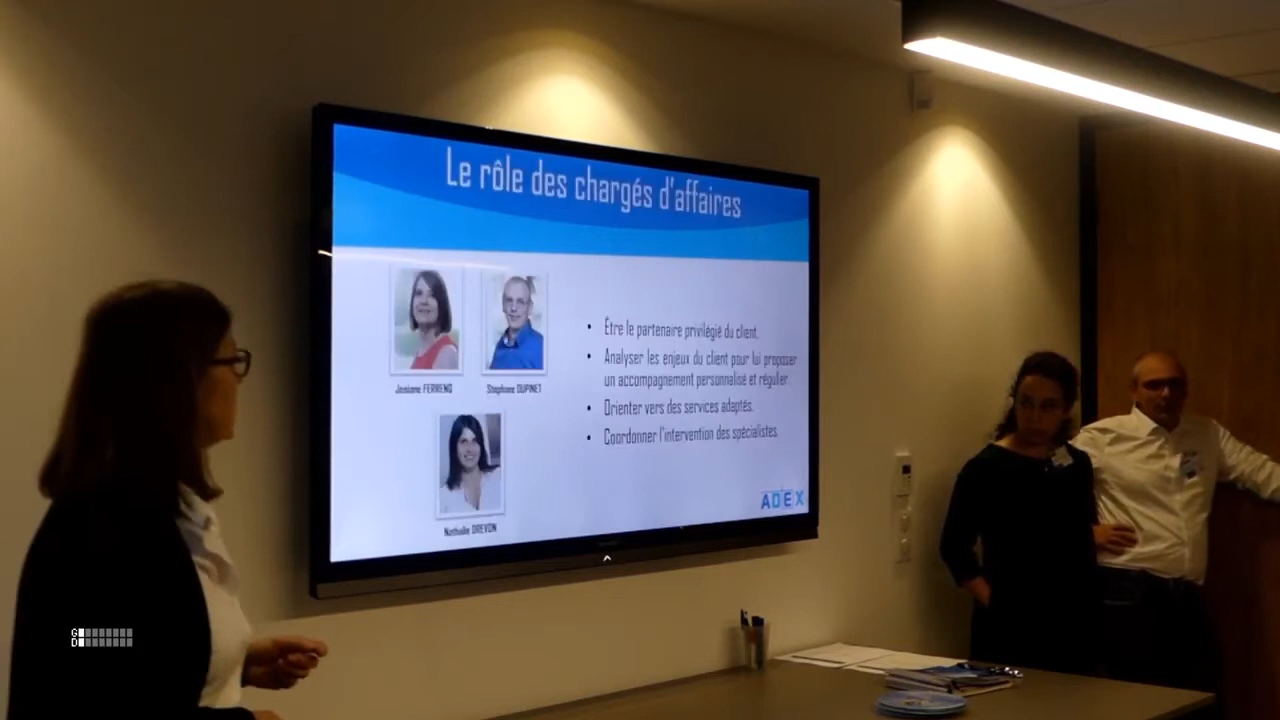 Le rôle des chargés d'affaires
Josiane FERRENQ
Stéphane DUPINET
Nathalie DREVON
• Être le partenaire privilégié du client.
• Analyser les enjeux du client pour lui proposer
un accompagnement personnalisé et régulier.
• Orienter vers des services adaptés.
• Coordonner l'intervention des spécialistes.
ADEX
G
D